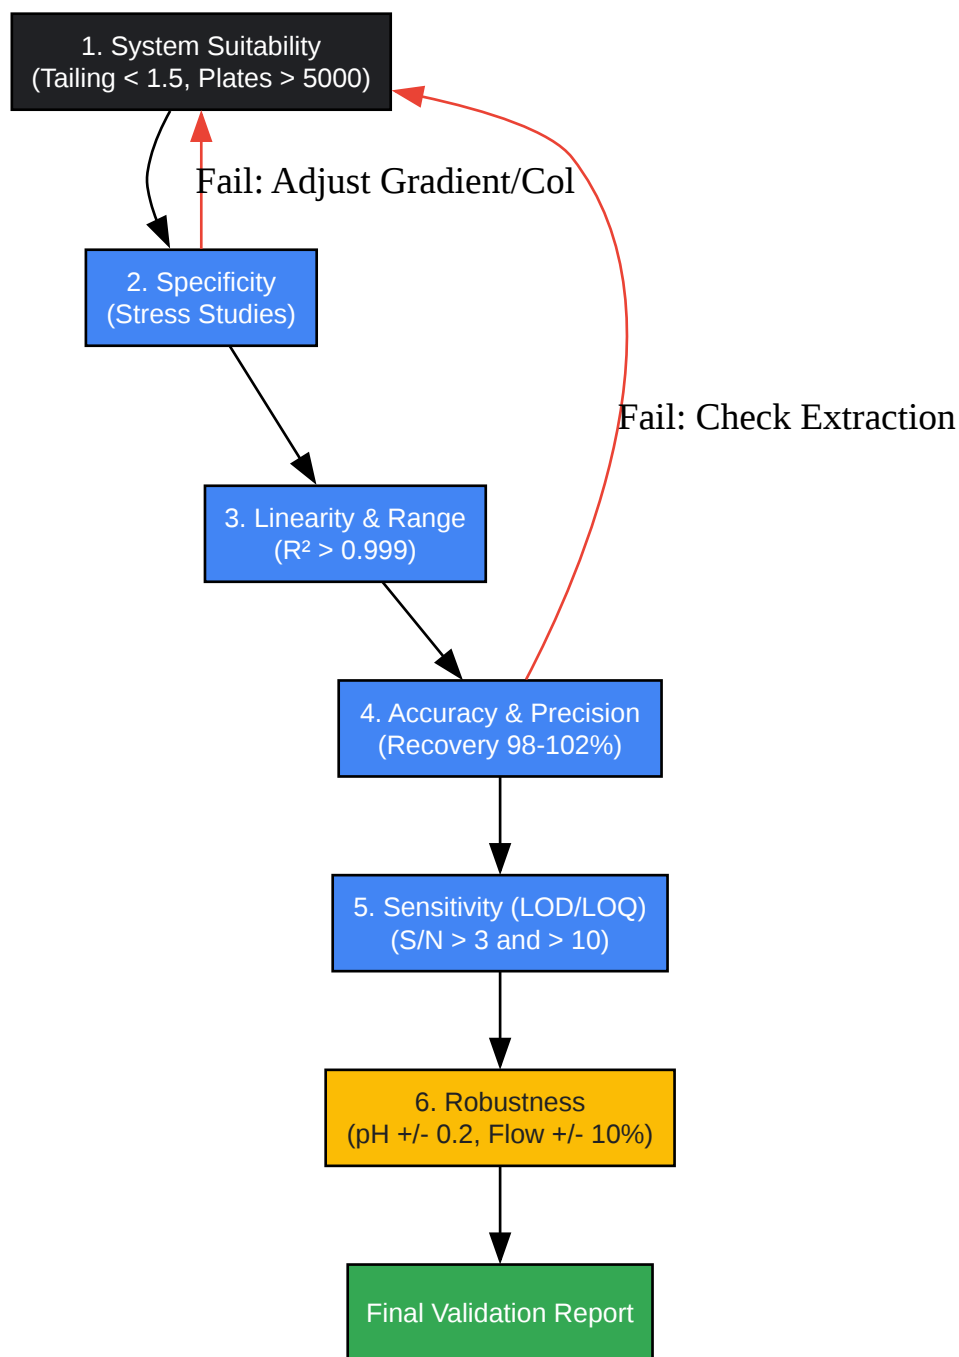 1. System Suitability
(Tailing < 1.5, Plates > 5000)
Fail: Adjust Gradient/Col
2. Specificity
(Stress Studies)
Fail: Check Extraction
3. Linearity & Range
(R² > 0.999)
4. Accuracy & Precision
(Recovery 98-102%)
5. Sensitivity (LOD/LOQ)
(S/N > 3 and > 10)
6. Robustness
(pH +/- 0.2, Flow +/- 10%)
Final Validation Report